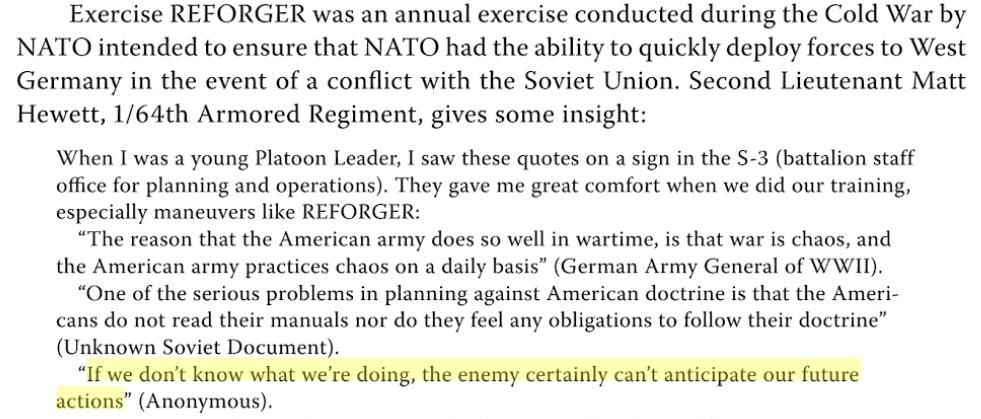 Exercise REFORGER was an annual exercise conducted during the Cold War by
NATO intended to ensure that NATO had the ability to quickly deploy forces to West
Germany in the event of a conflict with the Soviet Union. Second Lieutenant Matt
Hewett, 1/64th Armored Regiment, gives some insight:
When I was a young Platoon Leader, I saw these quotes on a sign in the S-3 (battalion staff
office for planning and operations). They gave me great comfort when we did our training,
especially maneuvers like REFORGER:
“The reason that the American army does so well in wartime, is that war is chaos, and
the American army practices chaos on a daily basis” (German Army General of WWII).
“One of the serious problems in planning against American doctrine is that the Ameri-
cans do not read their manuals nor do they feel any obligations to follow their doctrine”
(Unknown Soviet Document).
“If we don’t know what we’re doing, the enemy certainly can’t anticipate our future
actions” (Anonymous).